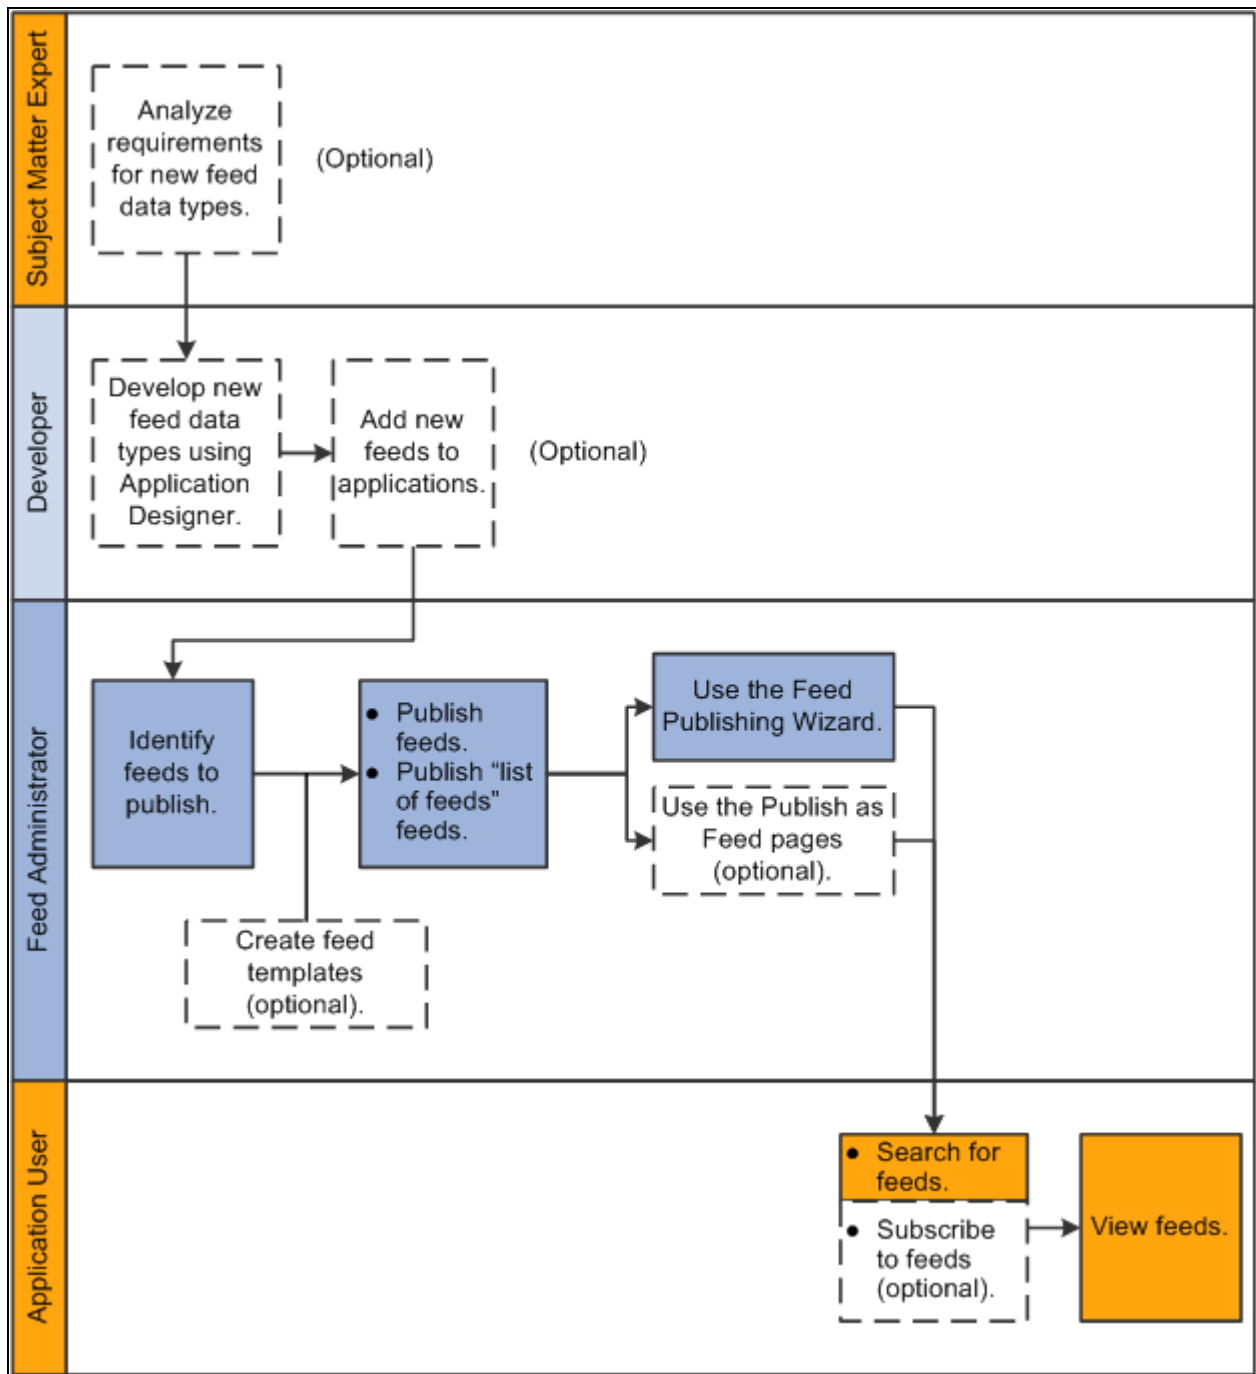 Subject Matter Expert
Analyze
requirements
for new feed
data types.
(Optional)
Developer
Develop new
feed data
types using
Application
Designer.
Add new
feeds to
applications.
(Optional)
Feed Administrator
Identify
feeds to
publish.
● Publish
feeds.
● Publish “list
of feeds”
feeds.
Use the Feed
Publishing Wizard.
Use the Publish as
Feed pages
(optional).
Create feed
templates
(optional).
Application User
● Search for
feeds.
● Subscribe
to feeds
(optional).
View feeds.